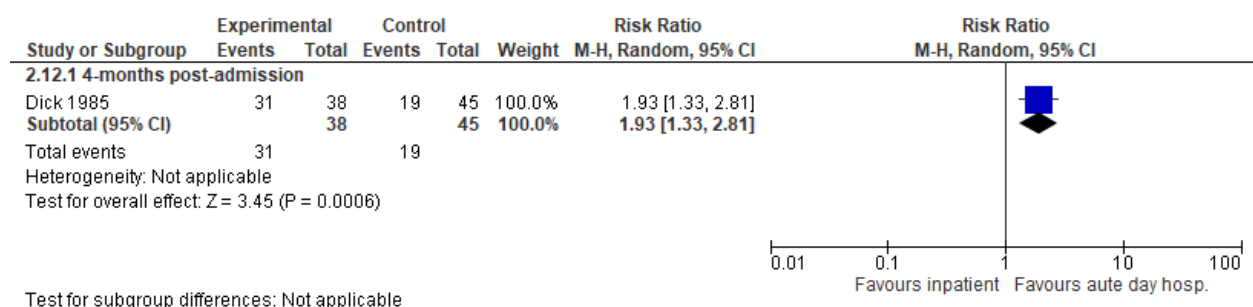 Experimental Control Risk Ratio Risk Ratio
Study or Subgroup Events Total Events Total Weight M-H, Random, 95% CI M-H, Random, 95% CI
2.12.1 4-months post-admission
Dick 1985 31 38 19 45 100.0% 1.93 [1.33, 2.81]
Subtotal (95% CI) 38 45 100.0% 1.93 [1.33, 2.81]
Total events 31 19
Heterogeneity: Not applicable
Test for overall effect: Z = 3.45 (P = 0.0006)
0.01 0.1 1 10 100
Favours inpatient Favours aute day hosp.
Test for subgroup differences: Not applicable